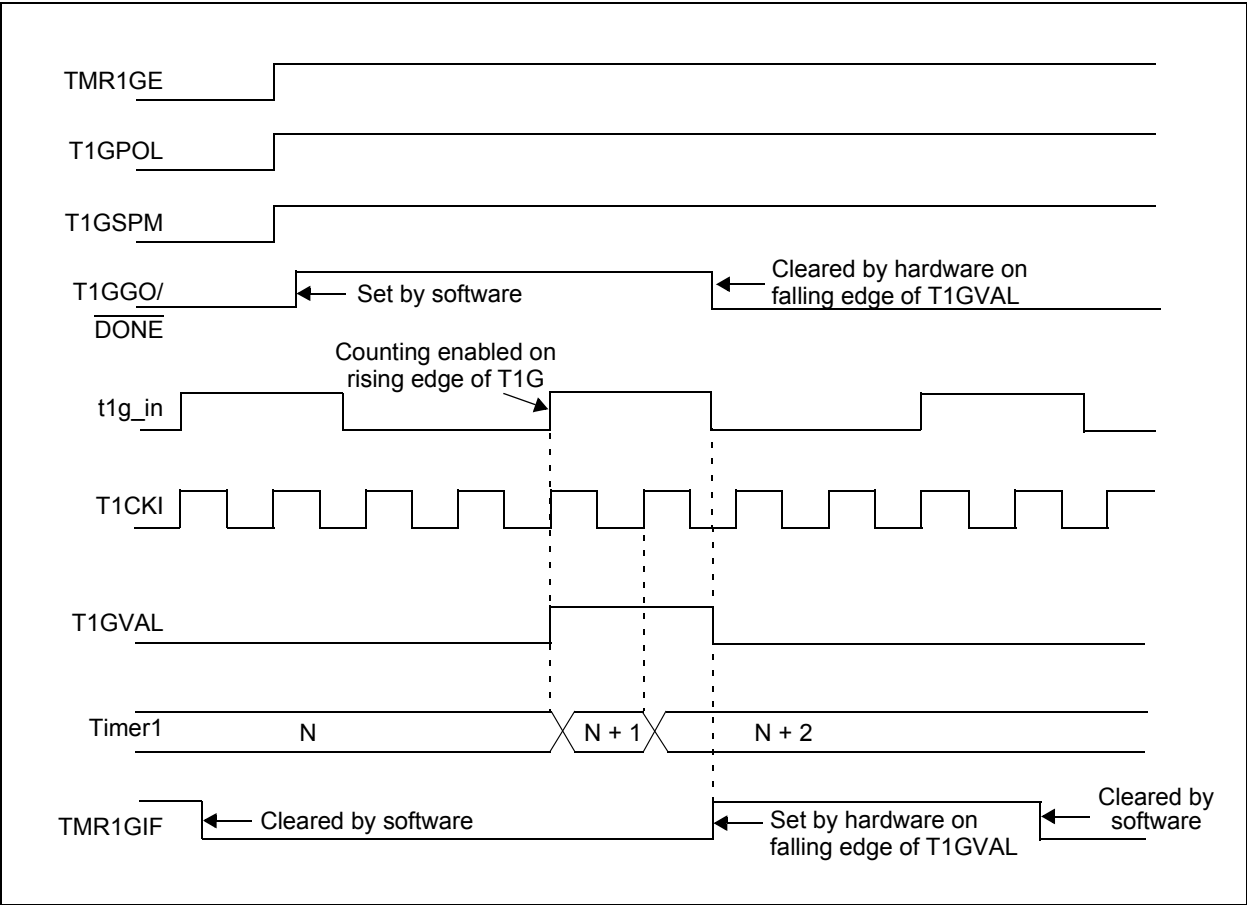 TMR1GE
T1GPOL
T1GSPM
T1GGO/
DONE
Set by software
Cleared by hardware on
falling edge of T1GVAL
Counting enabled on
rising edge of T1G
t1g_in
T1CKI
T1GVAL
Timer1
N
N + 1
N + 2
TMR1GIF
Cleared by software
Set by hardware on
falling edge of T1GVAL
Cleared by
software